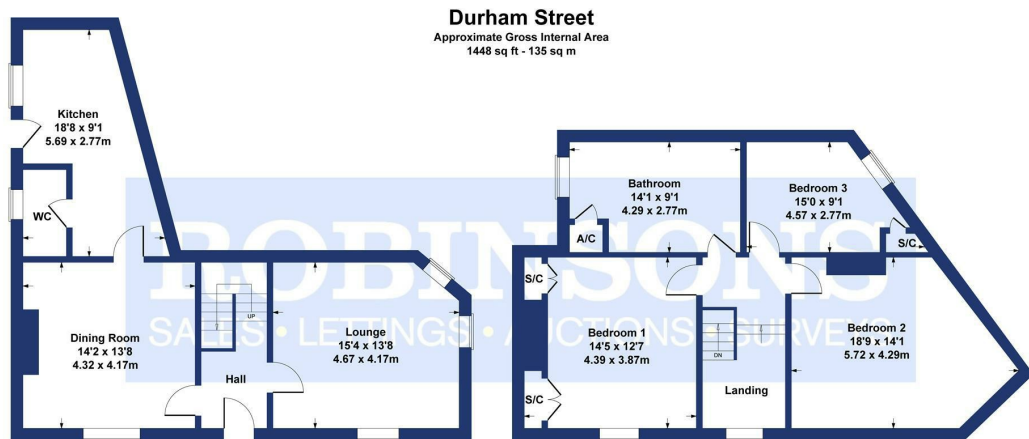 Durham Street
Approximate Gross Internal Area
1448 sq ft - 135 sq m
Kitchen
18'8 x 9'1
5.69 x 2.77m
WC
Dining Room
14'2 x 13'8
4.32 x 4.17m
Hall
UP
Lounge
15'4 x 13'8
4.67 x 4.17m
Bathroom
14'1 x 9'1
4.29 x 2.77m
A/C
Bedroom 3
15'0 x 9'1
4.57 x 2.77m
S/C
S/C
Bedroom 1
14'5 x 12'7
4.39 x 3.87m
S/C
DN
Landing
Bedroom 2
18'9 x 14'1
5.72 x 4.29m
ROBINSONS
SALES • LETTINGS • AUCTIONS • SURVEYS